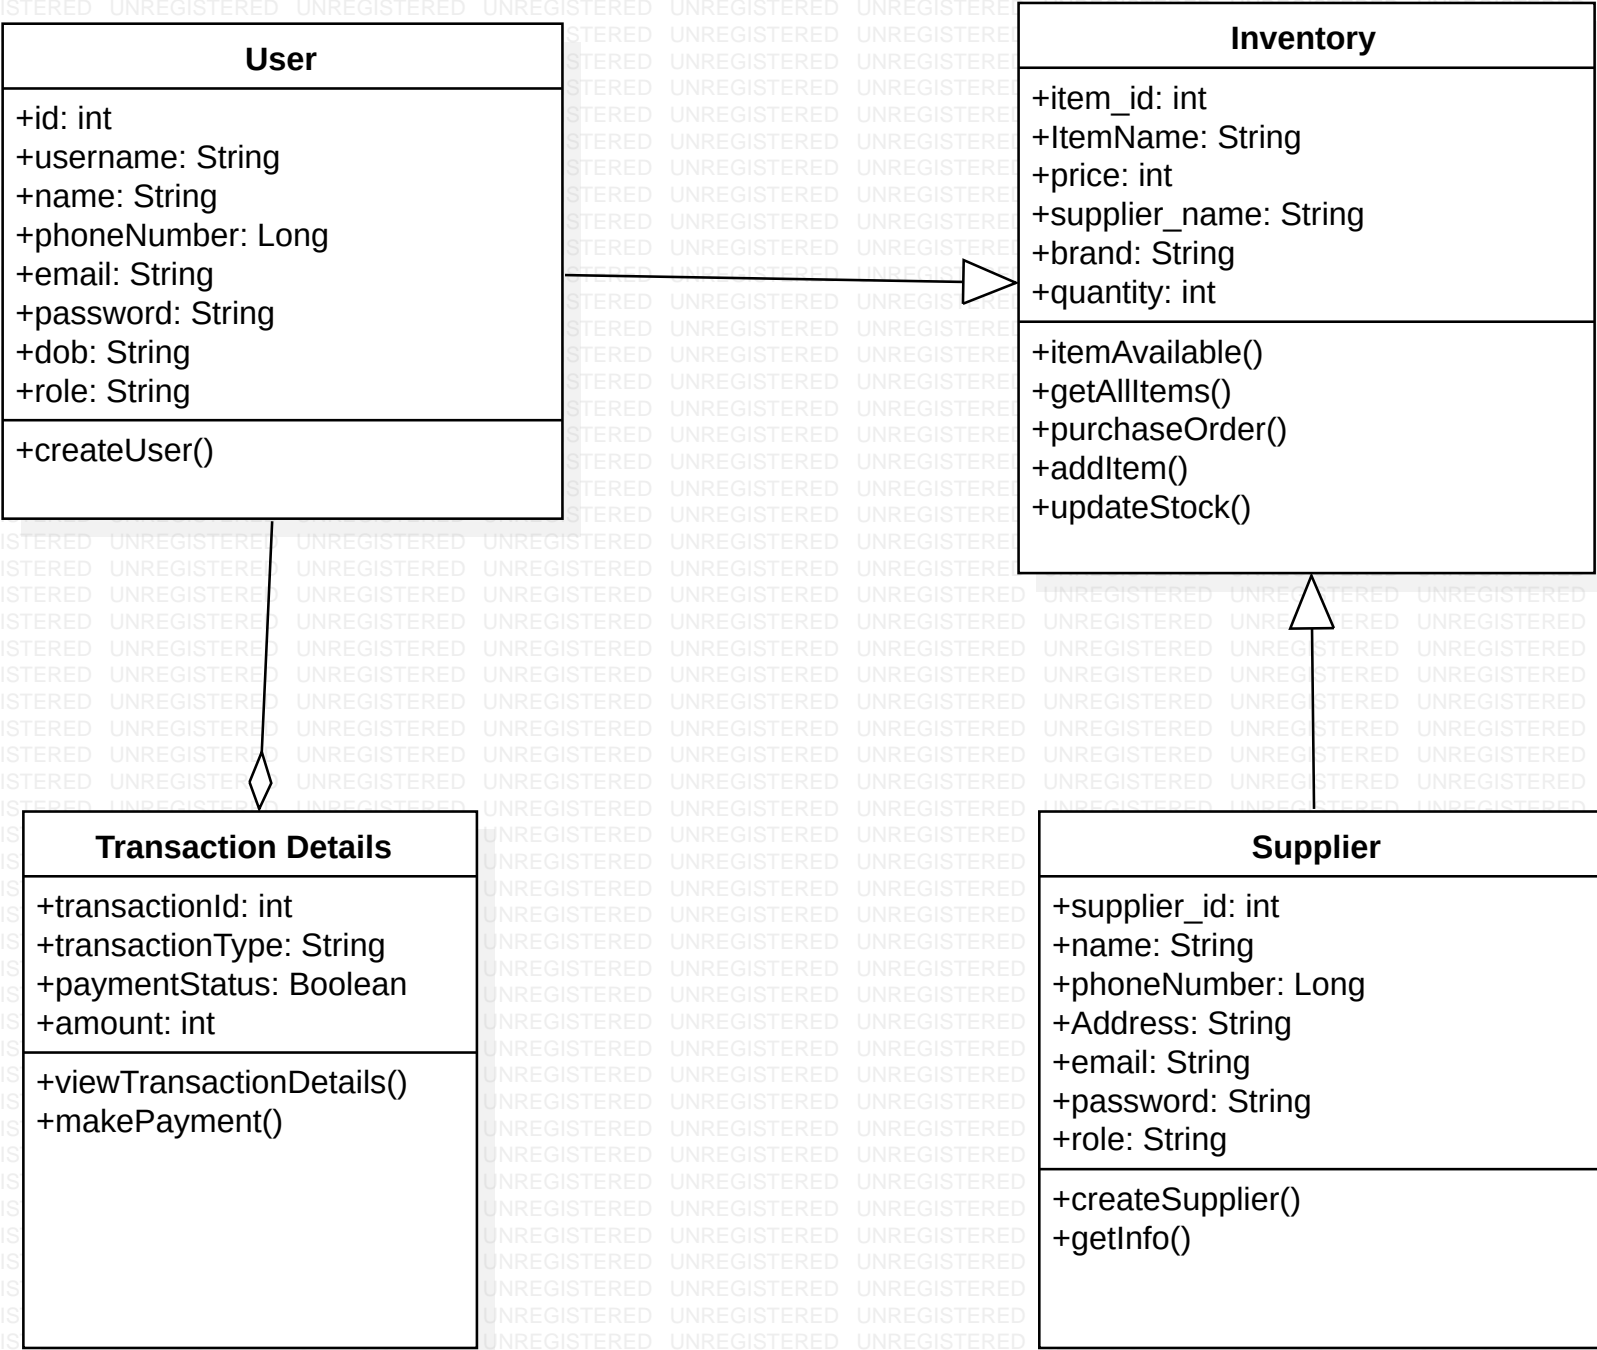 User
+id: int
+username: String
+name: String
+phoneNumber: Long
+email: String
+password: String
+dob: String
+role: String
+createUser()
Inventory
+item_id: int
+ItemName: String
+price: int
+supplier_name: String
+brand: String
+quantity: int
+itemAvailable()
+getAllItems()
+purchaseOrder()
+addItem()
+updateStock()
Transaction Details
+transactionId: int
+transactionType: String
+paymentStatus: Boolean
+amount: int
+viewTransactionDetails()
+makePayment()
Supplier
+supplier_id: int
+name: String
+phoneNumber: Long
+Address: String
+email: String
+password: String
+role: String
+createSupplier()
+getInfo()
UNREGISTERED